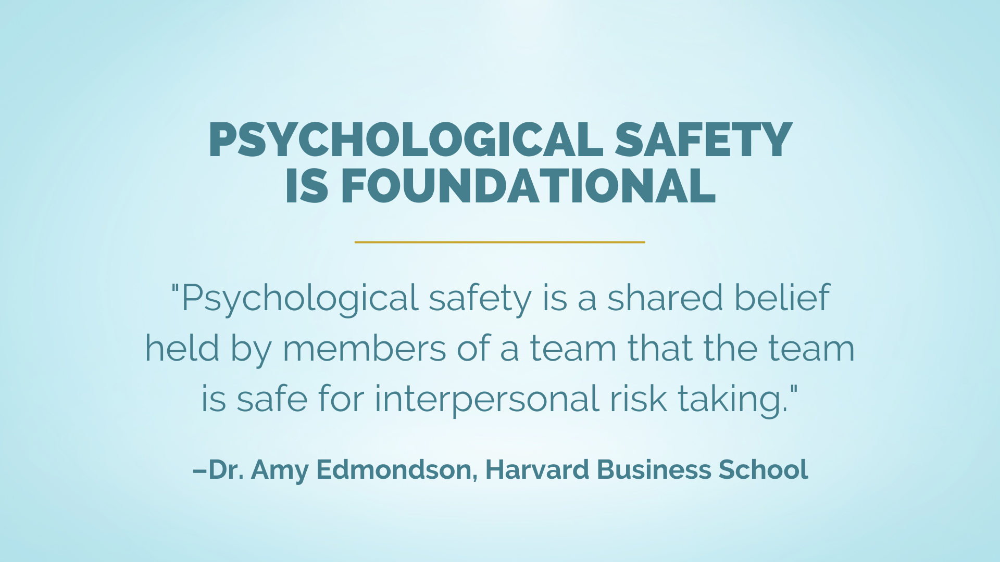 PSYCHOLOGICAL SAFETY
IS FOUNDATIONAL
"Psychological safety is a shared belief
held by members of a team that the team
is safe for interpersonal risk taking."
–Dr. Amy Edmondson, Harvard Business School